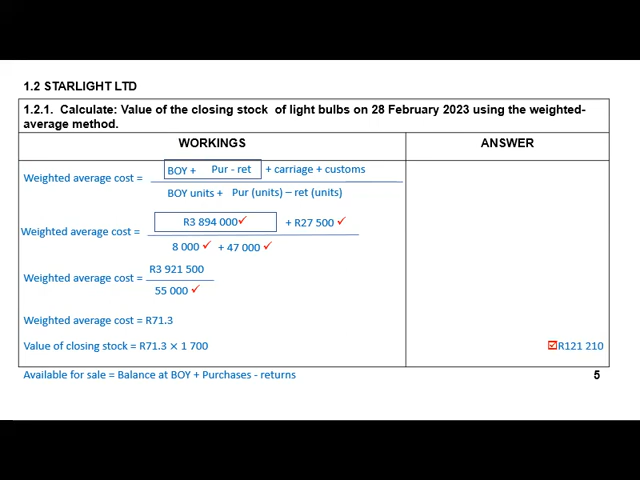 1.2 STARLIGHT LTD
1.2.1. Calculate: Value of the closing stock of light bulbs on 28 February 2023 using the weighted-
average method.
WORKINGS ANSWER
Weighted average cost = BOY + Pur - ret + carriage + customs
BOY units + Pur (units) – ret (units)
Weighted average cost = R3 894 000✓ + R27 500 ✓
8 000 ✓ + 47 000 ✓
Weighted average cost = R3 921 500
55 000 ✓
Weighted average cost = R71.3
Value of closing stock = R71.3 × 1 700 ☑R121 210
Available for sale = Balance at BOY + Purchases - returns 5